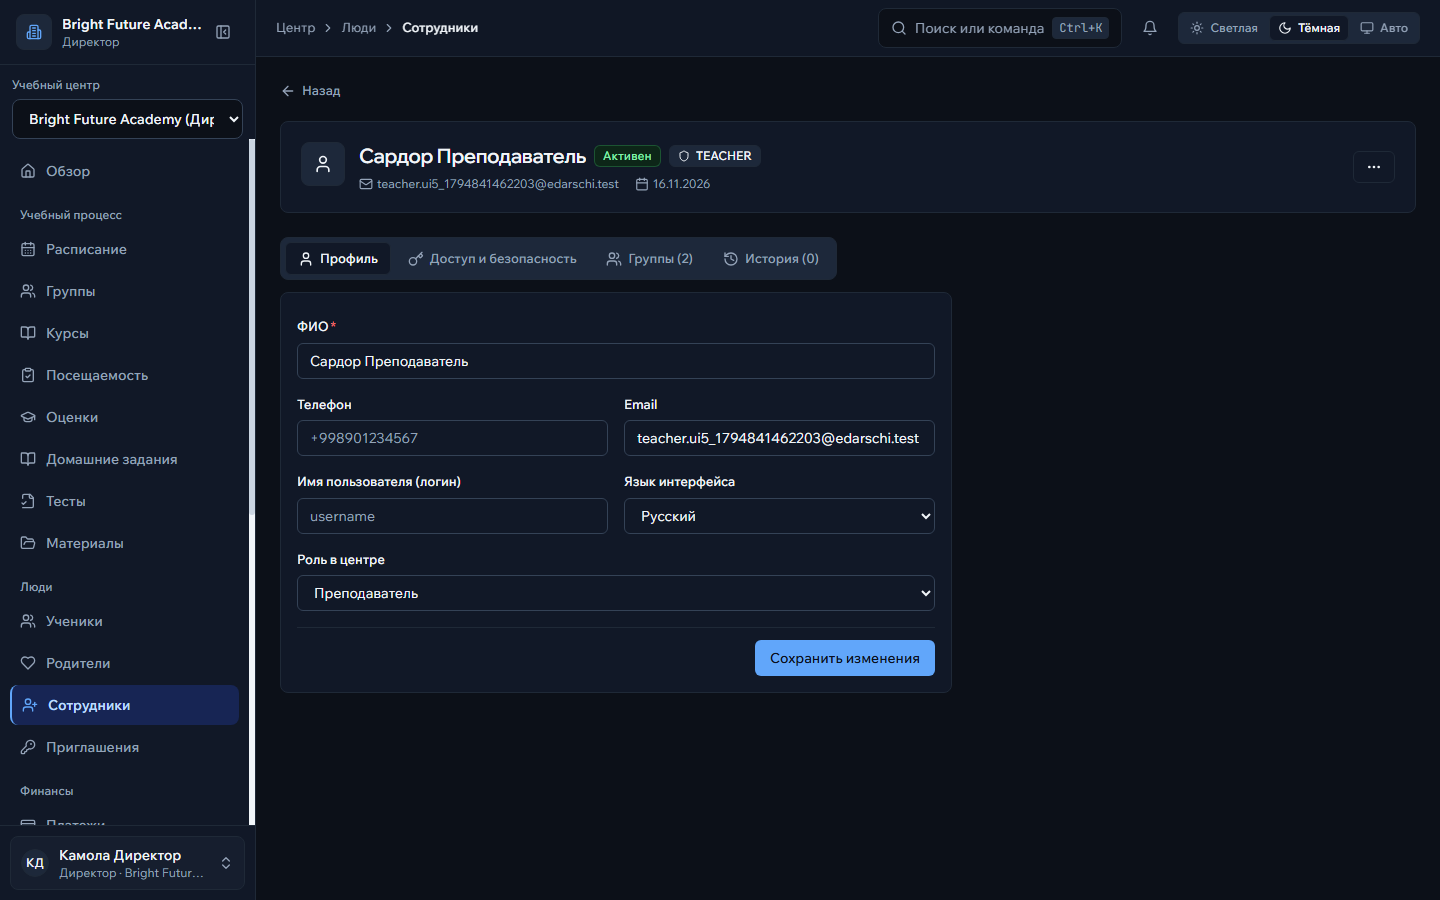 Bright Future Acad...
Директор
Учебный центр
Bright Future Academy (Дир
Обзор
Учебный процесс
Расписание
Группы
Курсы
Посещаемость
Оценки
Домашние задания
Тесты
Материалы
Люди
Ученики
Родители
Сотрудники
Приглашения
Финансы
Платежи
КД
Камола Директор
Директор · Bright Futur...
Центр > Люди > Сотрудники
Поиск или команда Ctrl+K
Светлая Тёмная Авто
Назад
Сардор Преподаватель Активен TEACHER
teacher.ui5_1794841462203@edarschi.test 16.11.2026
Профиль Доступ и безопасность Группы (2) История (0)
ФИО*
Сардор Преподаватель
Телефон Email
+998901234567 teacher.ui5_1794841462203@edarschi.test
Имя пользователя (логин) Язык интерфейса
username Русский
Роль в центре
Преподаватель
Сохранить изменения